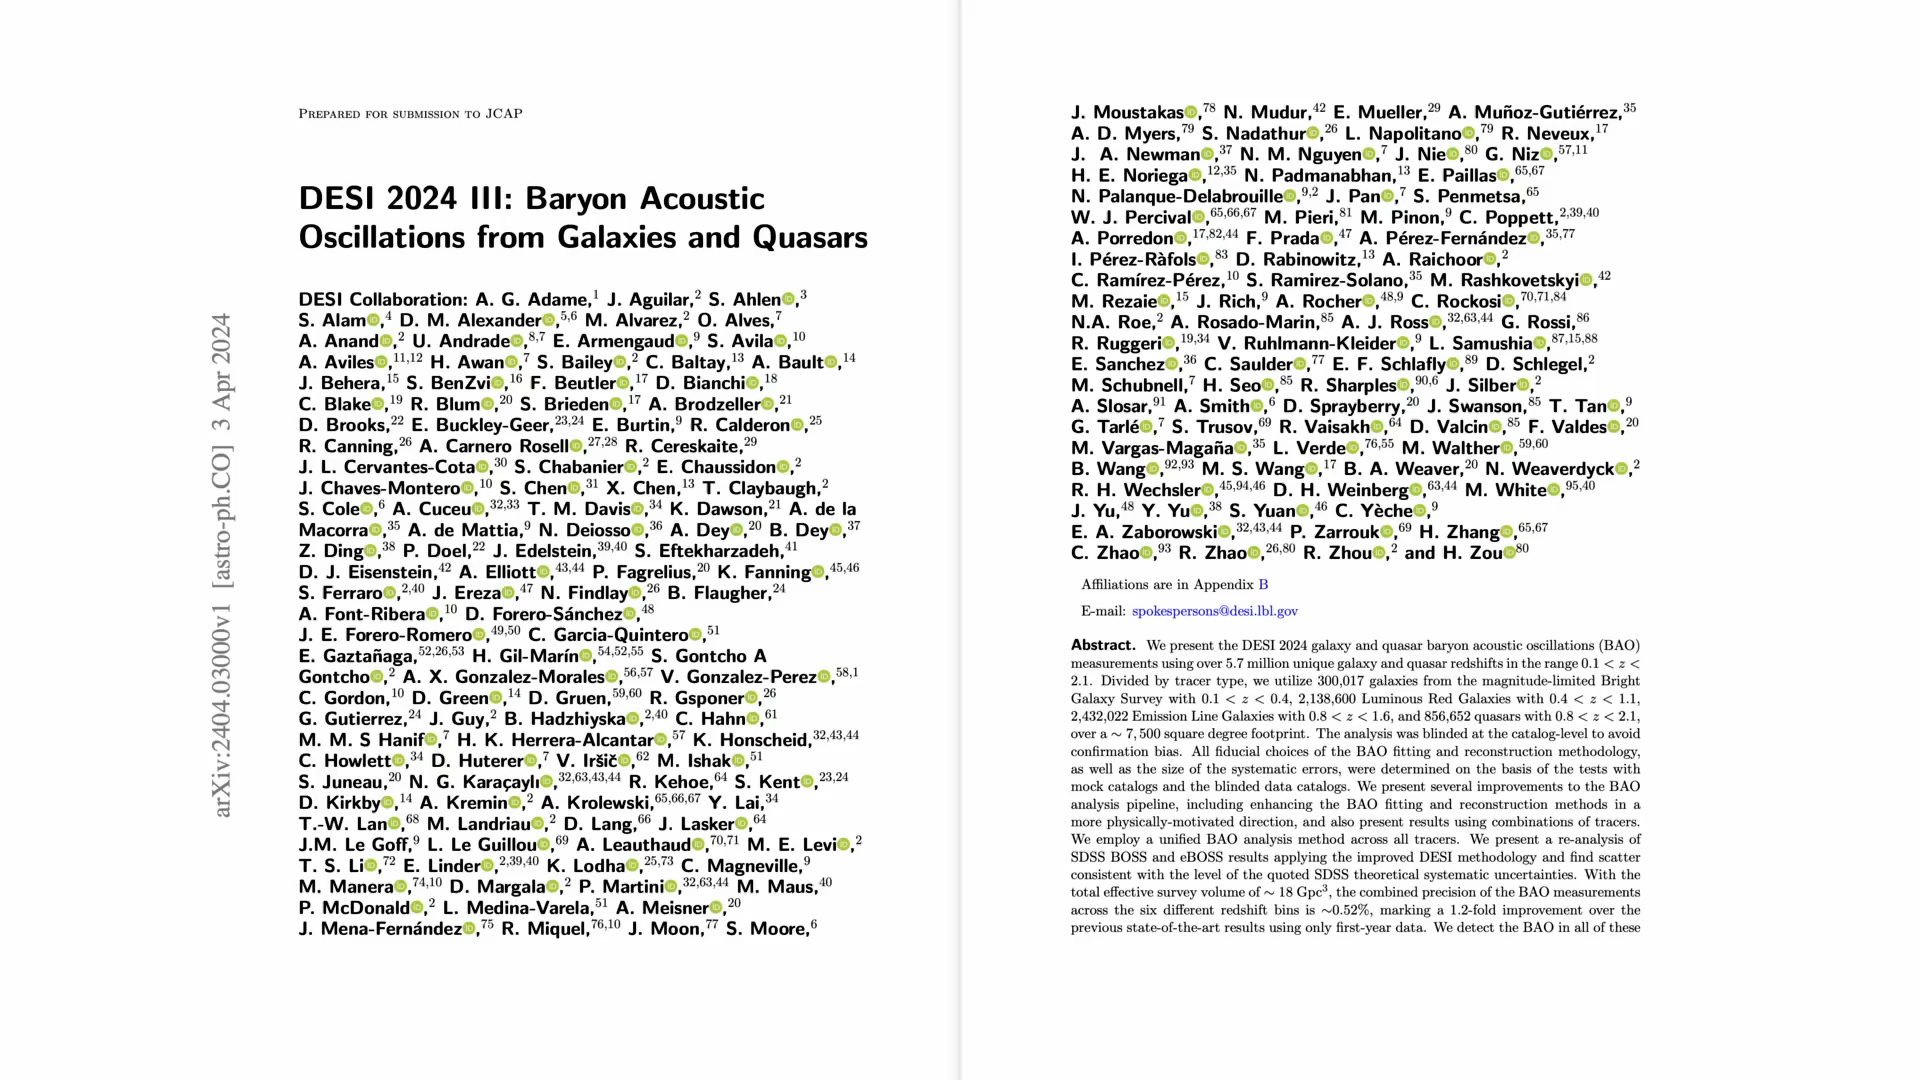 arXiv:2404.03000v1 [astro-ph.CO] 3 Apr 2024
PREPARED FOR SUBMISSION TO JCAP
DESI 2024 III: Baryon Acoustic
Oscillations from Galaxies and Quasars
DESI Collaboration: A. G. Adame,1 J. Aguilar,2 S. Ahlen,3
S. Alam,4 D. M. Alexander,5,6 M. Alvarez,2 O. Alves,7
A. Anand,2 U. Andrade,8,7 E. Armengaud,9 S. Avila,10
A. Aviles,11,12 H. Awan,7 S. Bailey,2 C. Baltay,13 A. Bault,14
J. Behera,15 S. BenZvi,16 F. Beutler,17 D. Bianchi,18
C. Blake,19 R. Blum,20 S. Brieden,17 A. Brodzeller,21
D. Brooks,22 E. Buckley-Geer,23,24 E. Burtin,9 R. Calderon,25
R. Canning,26 A. Carnero Rosell,27,28 R. Cereskaite,29
J. L. Cervantes-Cota,30 S. Chabanier,2 E. Chaussidon,2
J. Chaves-Montero,10 S. Chen,31 X. Chen,13 T. Claybaugh,2
S. Cole,6 A. Cuceu,32,33 T. M. Davis,34 K. Dawson,21 A. de la
Macorra,35 A. de Mattia,9 N. Deiosso,36 A. Dey,20 B. Dey,37
Z. Ding,38 P. Doel,22 J. Edelstein,39,40 S. Eftekharzadeh,41
D. J. Eisenstein,42 A. Elliott,43,44 P. Fagrelius,20 K. Fanning,45,46
S. Ferraro,2,40 J. Ereza,47 N. Findlay,26 B. Flaugher,24
A. Font-Ribera,10 D. Forero-Sánchez,48
J. E. Forero-Romero,49,50 C. Garcia-Quintero,51
E. Gaztañaga,52,26,53 H. Gil-Marín,54,52,55 S. Gontcho A
Gontcho,2 A. X. Gonzalez-Morales,56,57 V. Gonzalez-Perez,58,1
C. Gordon,10 D. Green,14 D. Gruen,59,60 R. Gsponer,26
G. Gutierrez,24 J. Guy,2 B. Hadzhiyska,2,40 C. Hahn,61
M. M. S Hanif,7 H. K. Herrera-Alcantar,57 K. Honscheid,32,43,44
C. Howlett,34 D. Huterer,7 V. Iršič,62 M. Ishak,51
S. Juneau,20 N. G. Karaçaylı,32,63,43,44 R. Kehoe,64 S. Kent,23,24
D. Kirkby,14 A. Kremin,2 A. Krolewski,65,66,67 Y. Lai,34
T.-W. Lan,68 M. Landriau,2 D. Lang,66 J. Lasker,64
J.M. Le Goff,9 L. Le Guillou,69 A. Leauthaud,70,71 M. E. Levi,2
T. S. Li,72 E. Linder,2,39,40 K. Lodha,25,73 C. Magneville,9
M. Manera,74,10 D. Margala,2 P. Martini,32,63,44 M. Maus,40
P. McDonald,2 L. Medina-Varela,51 A. Meisner,20
J. Mena-Fernández,75 R. Miquel,76,10 J. Moon,77 S. Moore,6
J. Moustakas,78 N. Mudur,42 E. Mueller,29 A. Muñoz-Gutiérrez,35
A. D. Myers,79 S. Nadathur,26 L. Napolitano,79 R. Neveux,17
J. A. Newman,37 N. M. Nguyen,7 J. Nie,80 G. Niz,57,11
H. E. Noriega,12,35 N. Padmanabhan,13 E. Paillas,65,67
N. Palanque-Delabrouille,9,2 J. Pan,7 S. Penmetsa,65
W. J. Percival,65,66,67 M. Pieri,81 M. Pinon,9 C. Poppett,2,39,40
A. Porredon,17,82,44 F. Prada,47 A. Pérez-Fernández,35,77
I. Pérez-Ràfols,83 D. Rabinowitz,13 A. Raichoor,2
C. Ramírez-Pérez,10 S. Ramirez-Solano,35 M. Rashkovetskyi,42
M. Rezaie,15 J. Rich,9 A. Rocher,48,9 C. Rockosi,70,71,84
N.A. Roe,2 A. Rosado-Marin,85 A. J. Ross,32,63,44 G. Rossi,86
R. Ruggeri,19,34 V. Ruhlmann-Kleider,9 L. Samushia,87,15,88
E. Sanchez,36 C. Saulder,77 E. F. Schlafly,89 D. Schlegel,2
M. Schubnell,7 H. Seo,85 R. Sharples,90,6 J. Silber,2
A. Slosar,91 A. Smith,6 D. Sprayberry,20 J. Swanson,85 T. Tan,9
G. Tarlé,7 S. Trusov,69 R. Vaisakh,64 D. Valcin,85 F. Valdes,20
M. Vargas-Magaña,35 L. Verde,76,55 M. Walther,59,60
B. Wang,92,93 M. S. Wang,17 B. A. Weaver,20 N. Weaverdyck,2
R. H. Wechsler,45,94,46 D. H. Weinberg,63,44 M. White,95,40
J. Yu,48 Y. Yu,38 S. Yuan,46 C. Yèche,9
E. A. Zaborowski,32,43,44 P. Zarrouk,69 H. Zhang,65,67
C. Zhao,93 R. Zhao,26,80 R. Zhou,2 and H. Zou80
Affiliations are in Appendix B
E-mail: spokespersons@desi.lbl.gov
Abstract. We present the DESI 2024 galaxy and quasar baryon acoustic oscillations (BAO)
measurements using over 5.7 million unique galaxy and quasar redshifts in the range 0.1 < z <
2.1. Divided by tracer type, we utilize 300,017 galaxies from the magnitude-limited Bright
Galaxy Survey with 0.1 < z < 0.4, 2,138,600 Luminous Red Galaxies with 0.4 < z < 1.1,
2,432,022 Emission Line Galaxies with 0.8 < z < 1.6, and 856,652 quasars with 0.8 < z < 2.1,
over a ∼ 7,500 square degree footprint. The analysis was blinded at the catalog-level to avoid
confirmation bias. All fiducial choices of the BAO fitting and reconstruction methodology,
as well as the size of the systematic errors, were determined on the basis of the tests with
mock catalogs and the blinded data catalogs. We present several improvements to the BAO
analysis pipeline, including enhancing the BAO fitting and reconstruction methods in a
more physically-motivated direction, and also present results using combinations of tracers.
We employ a unified BAO analysis method across all tracers. We present a re-analysis of
SDSS BOSS and eBOSS results applying the improved DESI methodology and find scatter
consistent with the level of the quoted SDSS theoretical systematic uncertainties. With the
total effective survey volume of ∼ 18 Gpc3, the combined precision of the BAO measurements
across the six different redshift bins is ∼0.52%, marking a 1.2-fold improvement over the
previous state-of-the-art results using only first-year data. We detect the BAO in all of these